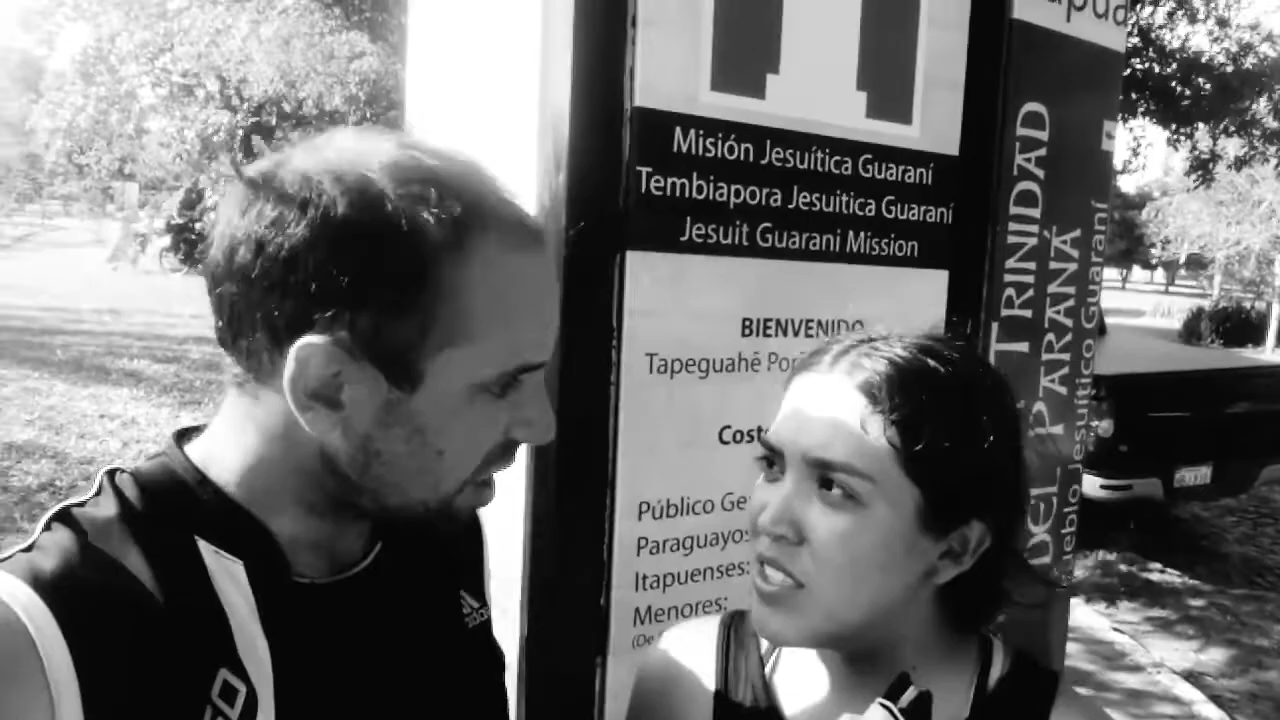 Misión Jesuítica Guaraní
Tembiapora Jesuitica Guaraní
Jesuit Guarani Mission
BIENVENIDO
Tapeguahẽ
Público
Paraguayos
Itapuenses:
Menores:
(De
TRINIDAD
DEL PARANÁ
Pueblo Jesuítico Guaraní
adidas